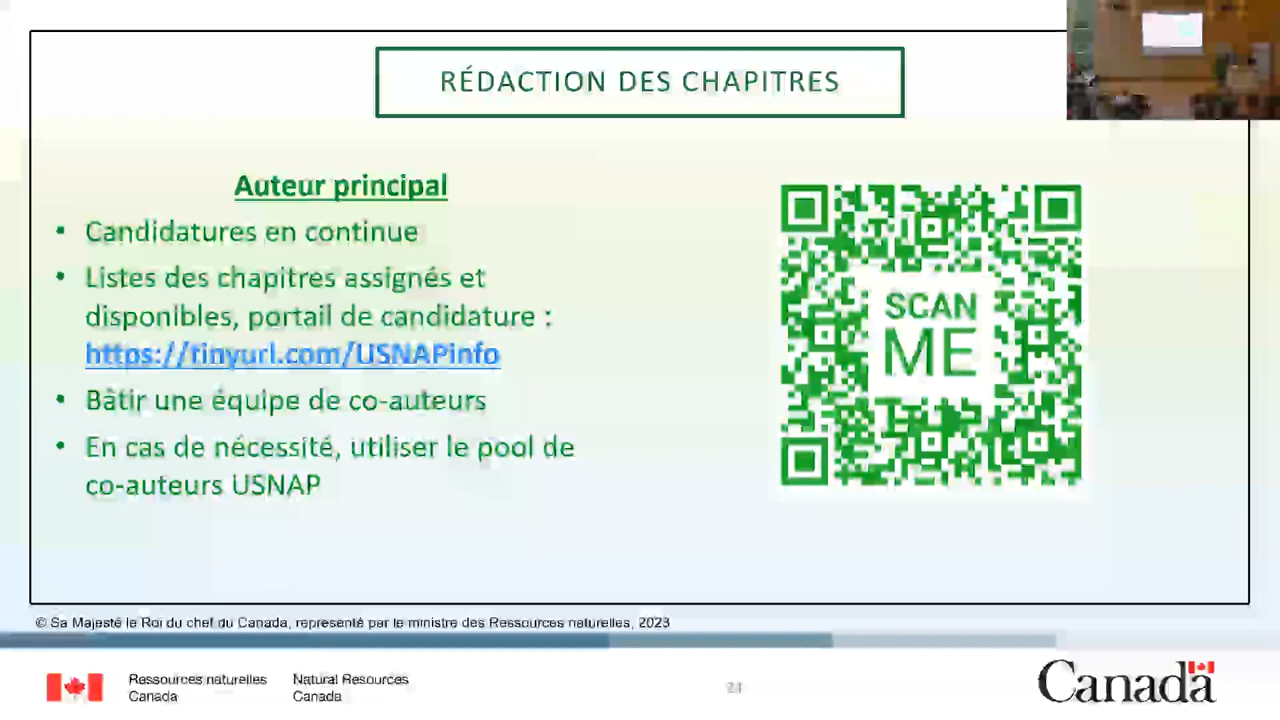 RÉDACTION DES CHAPITRES
Auteur principal
• Candidatures en continue
• Listes des chapitres assignés et
disponibles, portail de candidature :
https://tinyurl.com/USNAPinfo
• Bâtir une équipe de co-auteurs
• En cas de nécessité, utiliser le pool de
co-auteurs USNAP
SCAN
ME
© Sa Majesté le Roi du chef du Canada, représenté par le ministre des Ressources naturelles, 2023
Ressources naturelles
Canada
Natural Resources
Canada
Canada